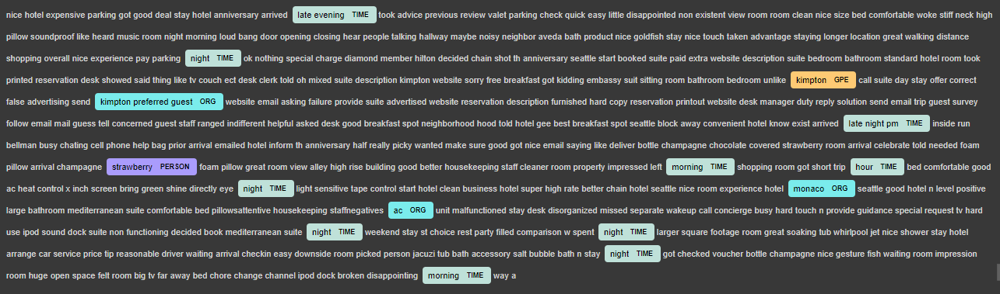 nice hotel expensive parking got good deal stay hotel anniversary arrived late evening TIME took advice previous review valet parking check quick easy little disappointed non existent view room room clean nice size bed comfortable woke stiff neck high
pillow soundproof like heard music room night morning loud bang door opening closing hear people talking hallway maybe noisy neighbor aveda bath product nice goldfish stay nice touch taken advantage staying longer location great walking distance
shopping overall nice experience pay parking night TIME ok nothing special charge diamond member hilton decided chain shot th anniversary seattle start booked suite paid extra website description suite bedroom bathroom standard hotel room took
printed reservation desk showed said thing like tv couch ect desk clerk told oh mixed suite description kimpton website sorry free breakfast got kidding embassy suit sitting room bathroom bedroom unlike kimpton GPE call suite day stay offer correct
false advertising send kimpton preferred guest ORG website email asking failure provide suite advertised website reservation description furnished hard copy reservation printout website desk manager duty reply solution send email trip guest survey
follow email mail guess tell concerned guest staff ranged indifferent helpful asked desk good breakfast spot neighborhood hood told hotel gee best breakfast spot seattle block away convenient hotel know exist arrived late night pm TIME inside run
bellman busy chating cell phone help bag prior arrival emailed hotel inform th anniversary half really picky wanted make sure good got nice email saying like deliver bottle champagne chocolate covered strawberry room arrival celebrate told needed foam
pillow arrival champagne strawberry PERSON foam pillow great room view alley high rise building good better housekeeping staff cleaner room property impressed left morning TIME shopping room got short trip hour TIME bed comfortable good
ac heat control x inch screen bring green shine directly eye night TIME light sensitive tape control start hotel clean business hotel super high rate better chain hotel seattle nice room experience hotel monaco ORG seattle good hotel n level positive
large bathroom mediterranean suite comfortable bed pillowsattentive housekeeping staffnegatives ac ORG unit malfunctioned stay desk disorganized missed separate wakeup call concierge busy hard touch n provide guidance special request tv hard
use ipod sound dock suite non functioning decided book mediterranean suite night TIME weekend stay st choice rest party filled comparison w spent night TIME larger square footage room great soaking tub whirlpool jet nice shower stay hotel
arrange car service price tip reasonable driver waiting arrival checkin easy downside room picked person jacuzi tub bath accessory salt bubble bath n stay night TIME got checked voucher bottle champagne nice gesture fish waiting room impression
room huge open space felt room big tv far away bed chore change channel ipod dock broken disappointing morning TIME way a